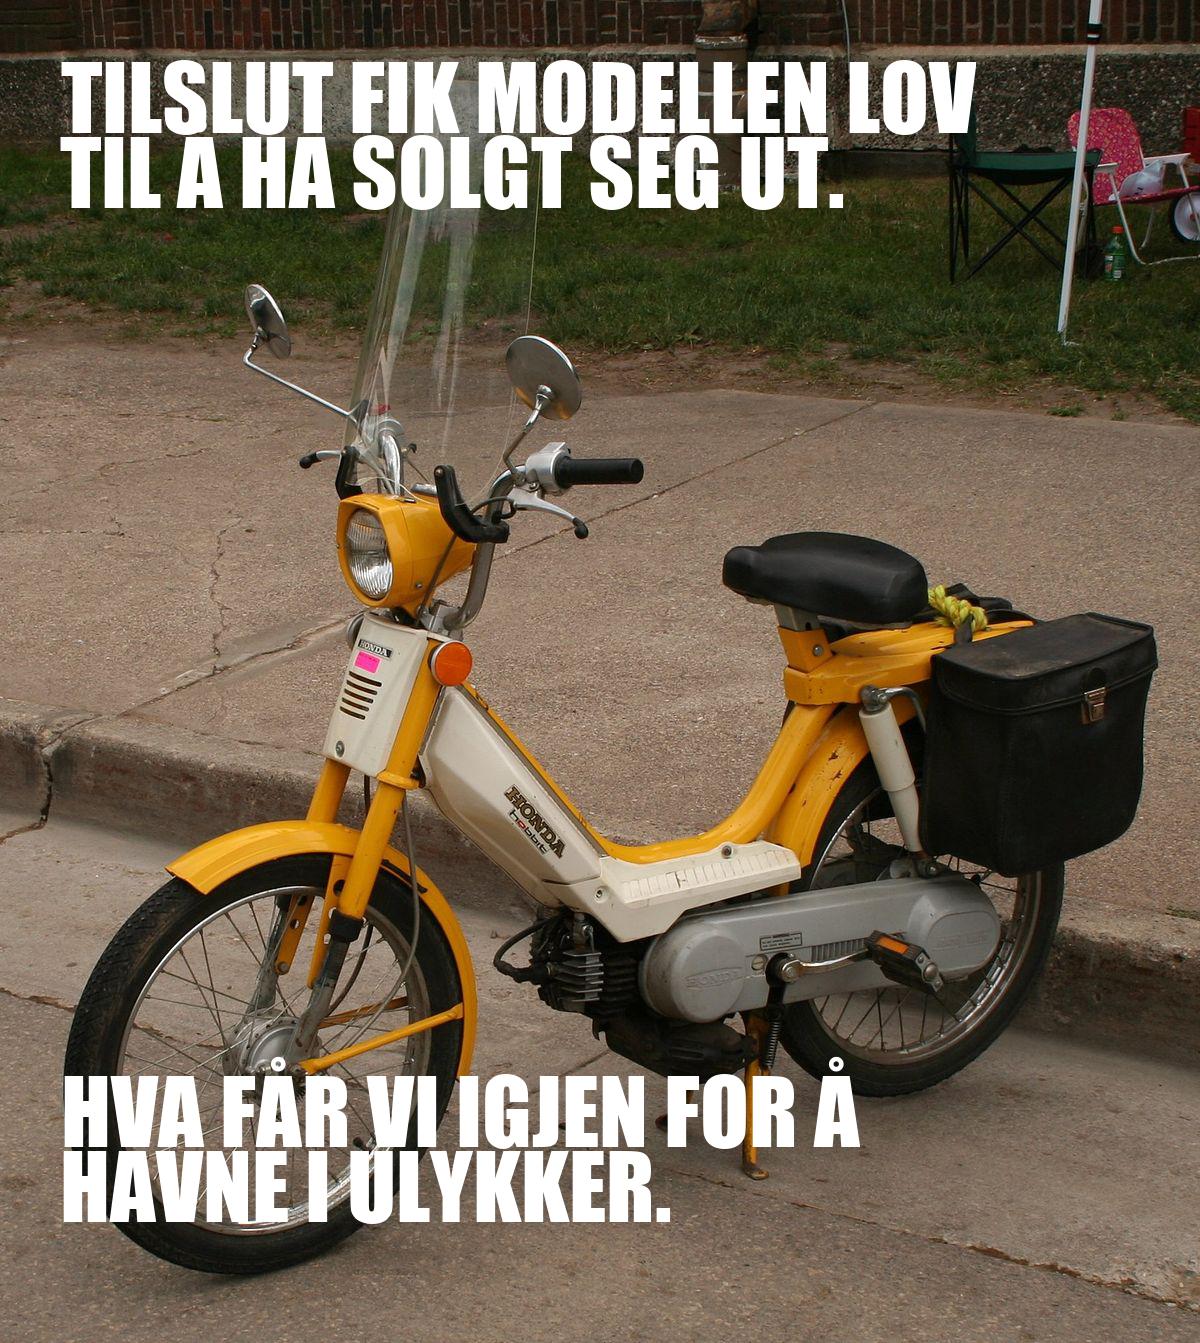 TILSLUT FIK MODELLEN LOV
TIL Å HA SOLGT SEG UT.
HONDA
HONDA
hobbit
HONDA
HVA FÅR VI IGJEN FOR Å
HAVNE I ULYKKER.